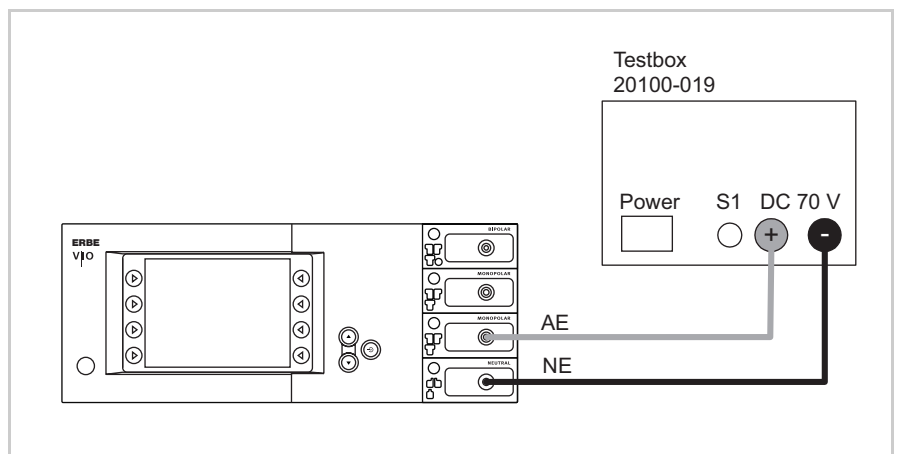 Testbox
20100-019
Power S1 DC 70 V
+ -
ERBE
VIO
BIPOLAR
MONOPOLAR
MONOPOLAR
NEUTRAL
AE
NE